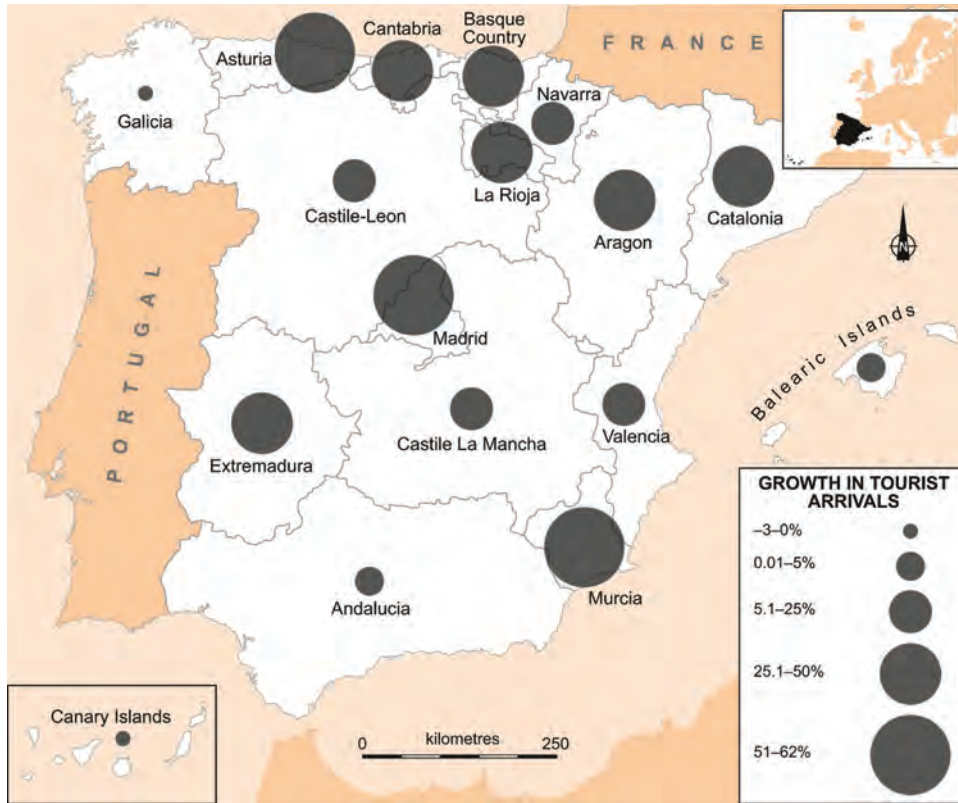 Asturia
Cantabria
Basque
Country
FRANCE
Galicia
Navarra
Castile-Leon
La Rioja
Aragon
Catalonia
N
PORTUGAL
Madrid
Balearic Islands
Extremadura
Castile La Mancha
Valencia
Andalucia
Murcia
GROWTH IN TOURIST
ARRIVALS
–3–0%
0.01–5%
5.1–25%
25.1–50%
51–62%
Canary Islands
0 kilometres 250